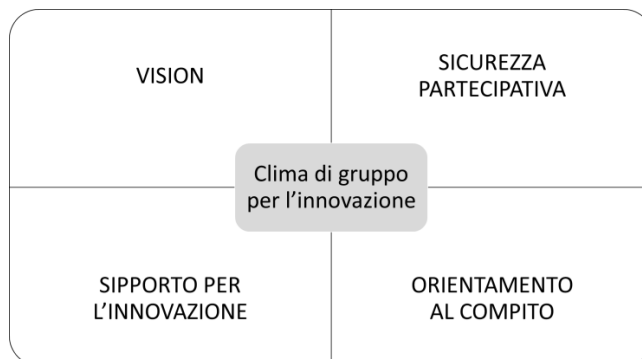 VISION
SICUREZZA
PARTECIPATIVA
Clima di gruppo
per l'innovazione
SIPPORTO PER
L'INNOVAZIONE
ORIENTAMENTO
AL COMPITO